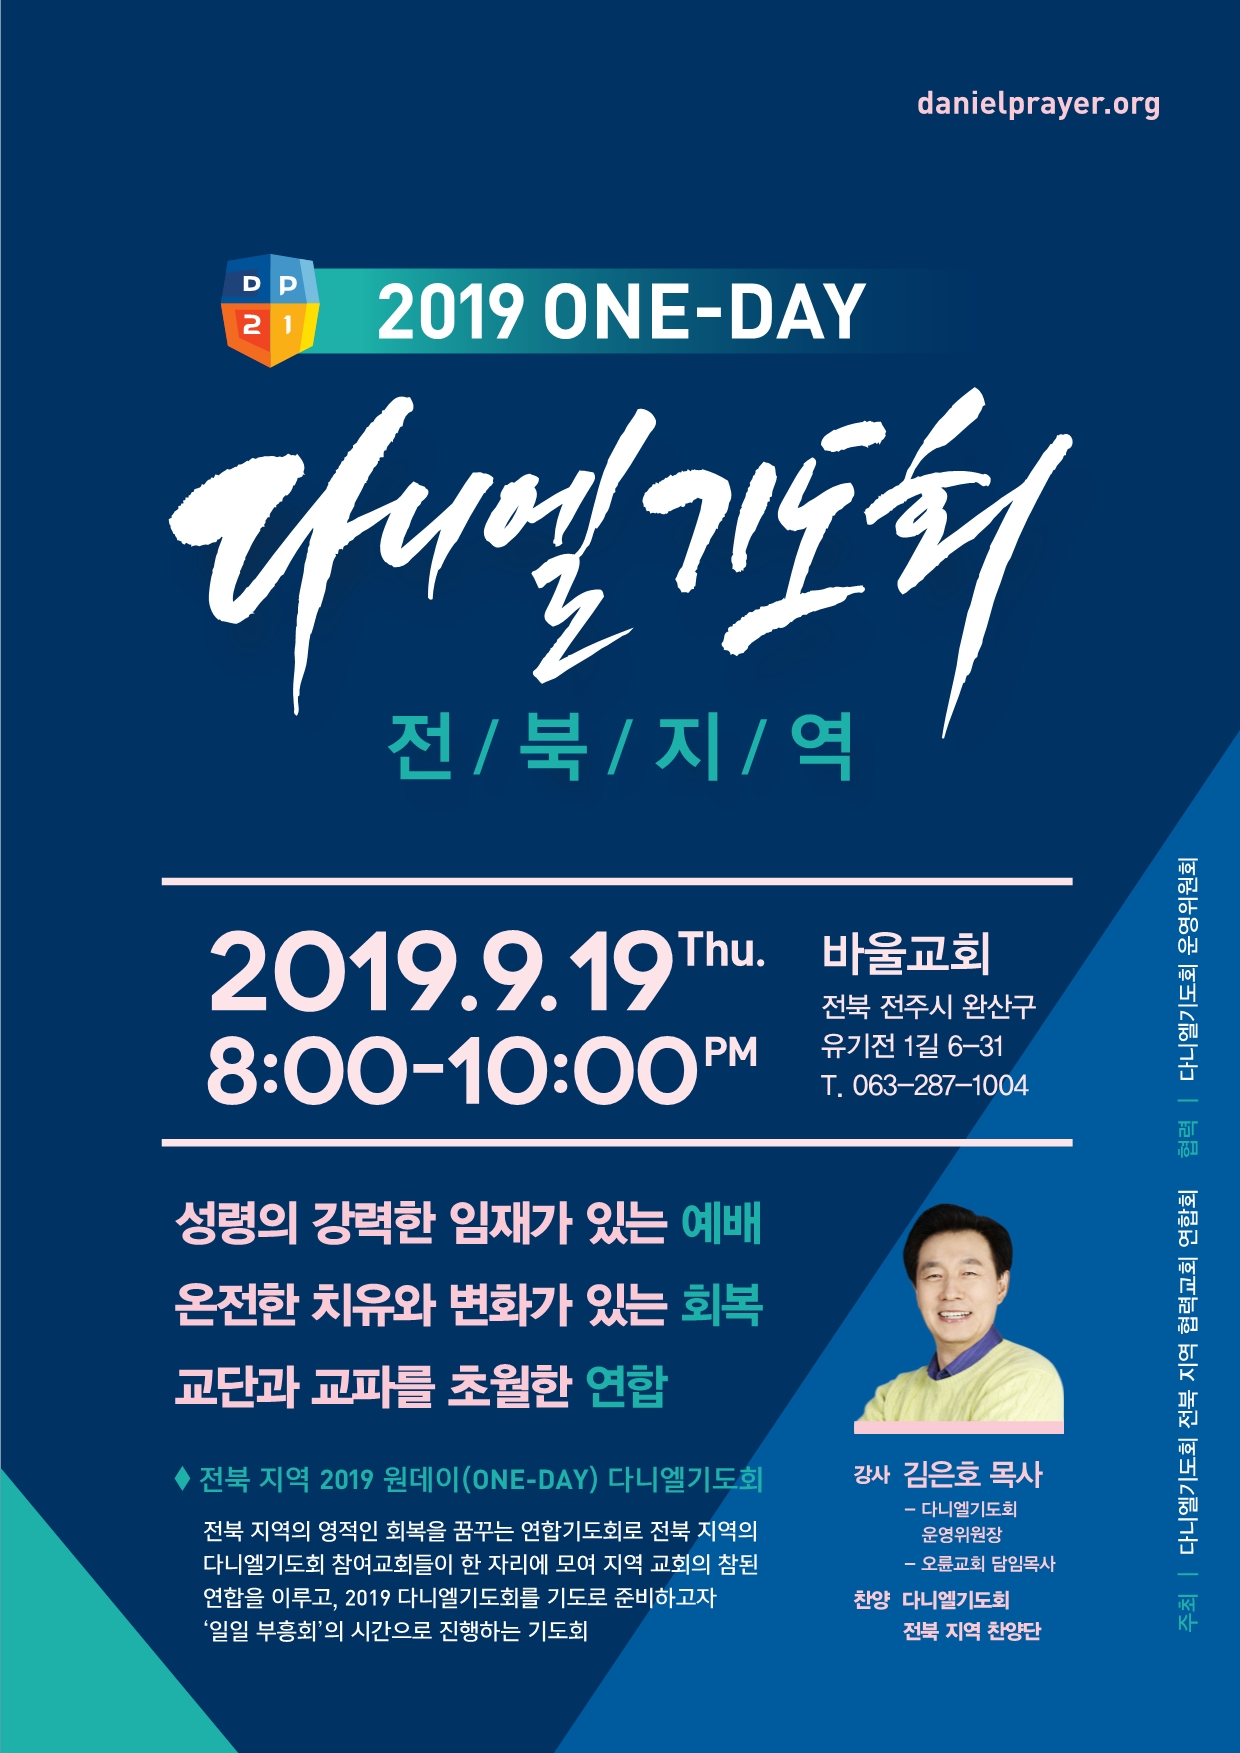 danielprayer.org
D P
2 1
2019 ONE-DAY
다니엘기도회
전/북/지/역
2019.9.19 Thu.
8:00-10:00 PM
바울교회
전북 전주시 완산구
유기전 1길 6-31
T. 063-287-1004
성령의 강력한 임재가 있는 예배
온전한 치유와 변화가 있는 회복
교단과 교파를 초월한 연합
♦ 전북 지역 2019 원데이(ONE-DAY) 다니엘기도회
전북 지역의 영적인 회복을 꿈꾸는 연합기도회로 전북 지역의
다니엘기도회 참여교회들이 한 자리에 모여 지역 교회의 참된
연합을 이루고, 2019 다니엘기도회를 기도로 준비하고자
‘일일 부흥회’의 시간으로 진행하는 기도회
강사 김은호 목사
- 다니엘기도회
운영위원장
- 오륜교회 담임목사
찬양 다니엘기도회
전북 지역 찬양단
주최 | 다니엘기도회 전북 지역 협력교회 연합회 협력 | 다니엘기도회 운영위원회